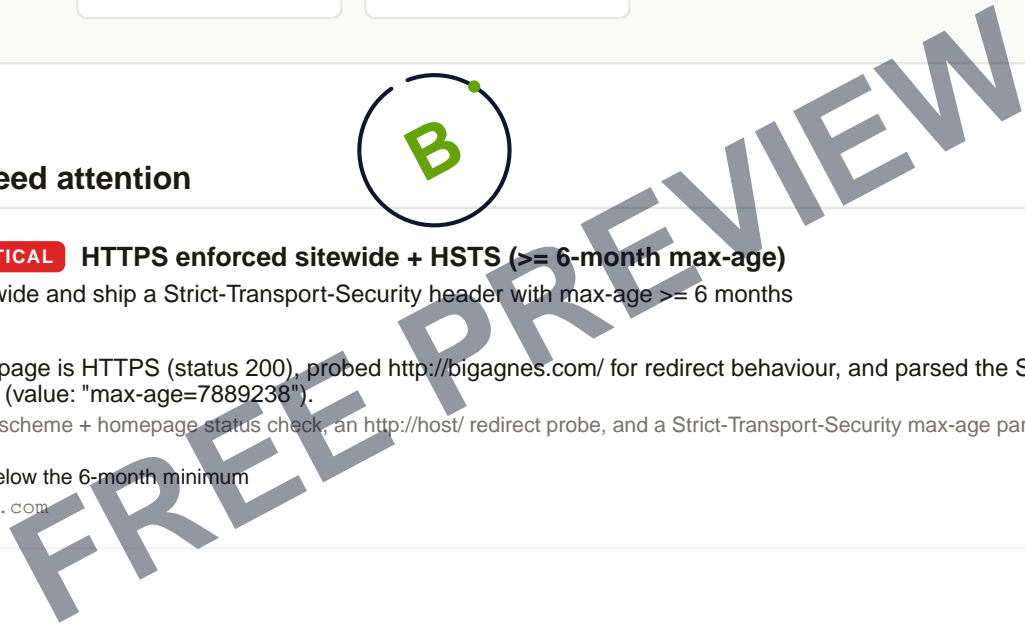 B
eed attention
TICAL HTTPS enforced sitewide + HSTS (>= 6-month max-age)
wide and ship a Strict-Transport-Security header with max-age >= 6 months
page is HTTPS (status 200), probed http://bigagnes.com/ for redirect behaviour, and parsed the S
(value: "max-age=7889238").
scheme + homepage status check, an http://host/ redirect probe, and a Strict-Transport-Security max-age par
elow the 6-month minimum
.com
FREE PREVIEW